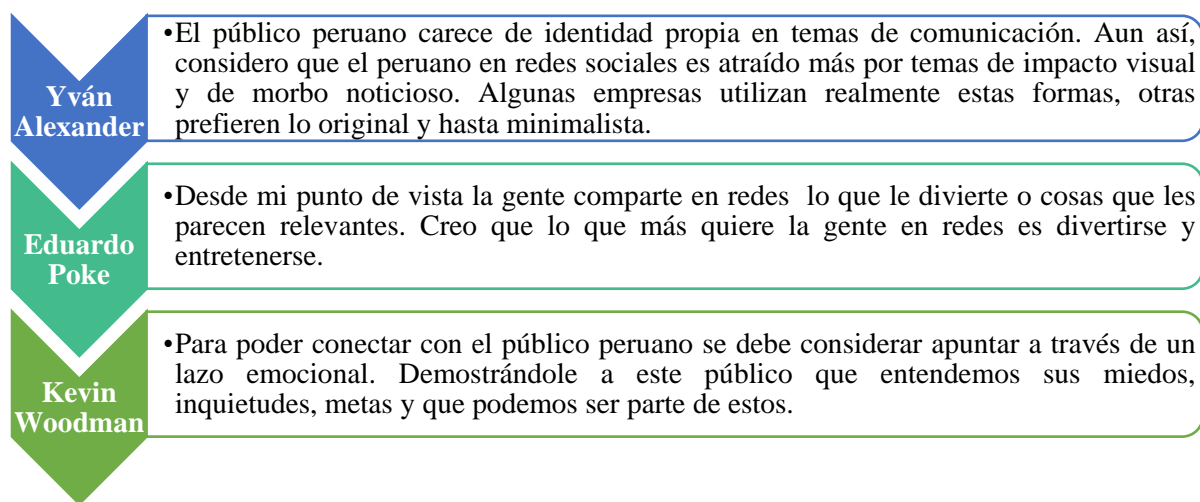 Yván
Alexander
•El público peruano carece de identidad propia en temas de comunicación. Aun así,
considero que el peruano en redes sociales es atraído más por temas de impacto visual
y de morbo noticioso. Algunas empresas utilizan realmente estas formas, otras
prefieren lo original y hasta minimalista.
Eduardo
Poke
•Desde mi punto de vista la gente comparte en redes lo que le divierte o cosas que les
parecen relevantes. Creo que lo que más quiere la gente en redes es divertirse y
entretenerse.
Kevin
Woodman
•Para poder conectar con el público peruano se debe considerar apuntar a través de un
lazo emocional. Demostrándole a este público que entendemos sus miedos,
inquietudes, metas y que podemos ser parte de estos.